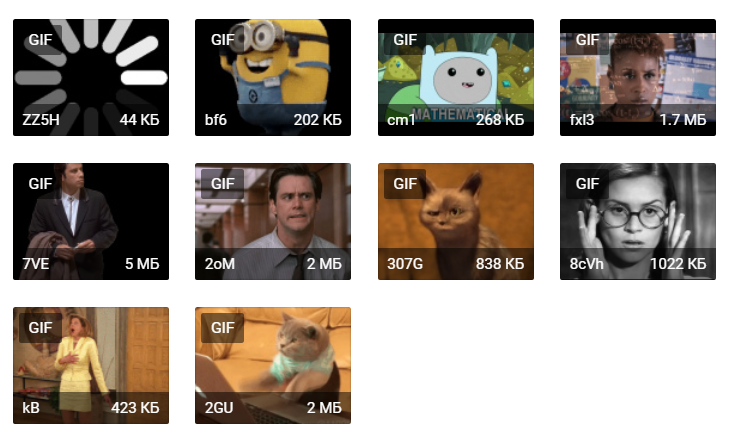 GIF
ZZ5H 44 КБ
GIF
bf6 202 КБ
GIF
MATHEMATICAL
cm1 268 КБ
GIF
fxl3 1.7 МБ
GIF
7VE 5 МБ
GIF
2oM 2 МБ
GIF
307G 838 КБ
GIF
8cVh 1022 КБ
GIF
kB 423 КБ
GIF
2GU 2 МБ